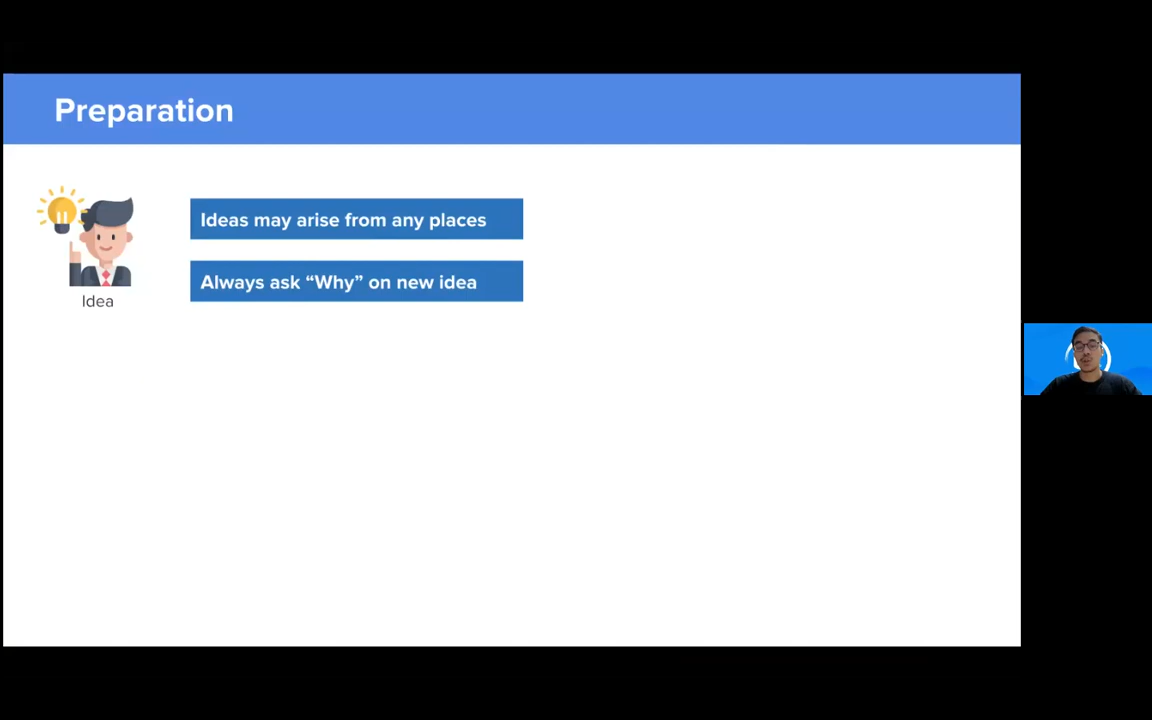 Preparation
Ideas may arise from any places
Always ask “Why” on new idea
Idea